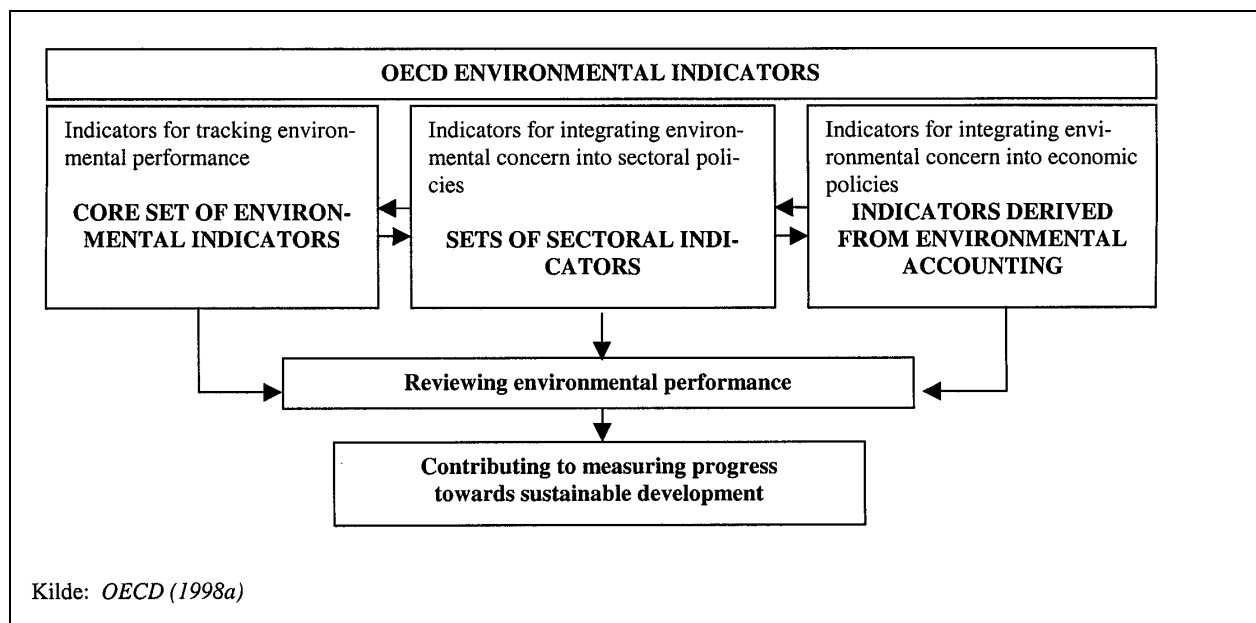 OECD ENVIRONMENTAL INDICATORS
Indicators for tracking environ-
mental performance
CORE SET OF ENVIRON-
MENTAL INDICATORS
Indicators for integrating environ-
mental concern into sectoral poli-
cies
SETS OF SECTORAL INDI-
CATORS
Indicators for integrating envi-
ronmental concern into economic
policies
INDICATORS DERIVED
FROM ENVIRONMENTAL
ACCOUNTING
Reviewing environmental performance
Contributing to measuring progress
towards sustainable development
Kilde: OECD (1998a)